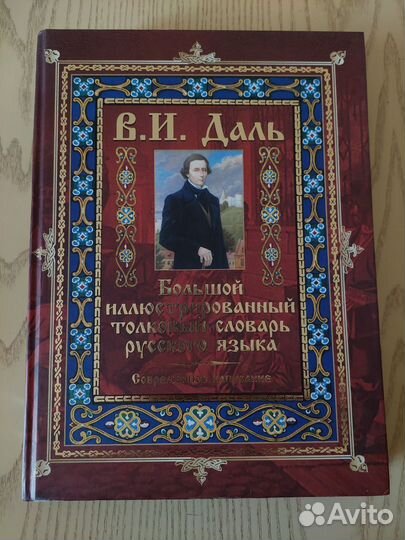 В.И. Даль
Большой
иллюстрированный
толковый словарь
русского языка
Современное написание
Avito